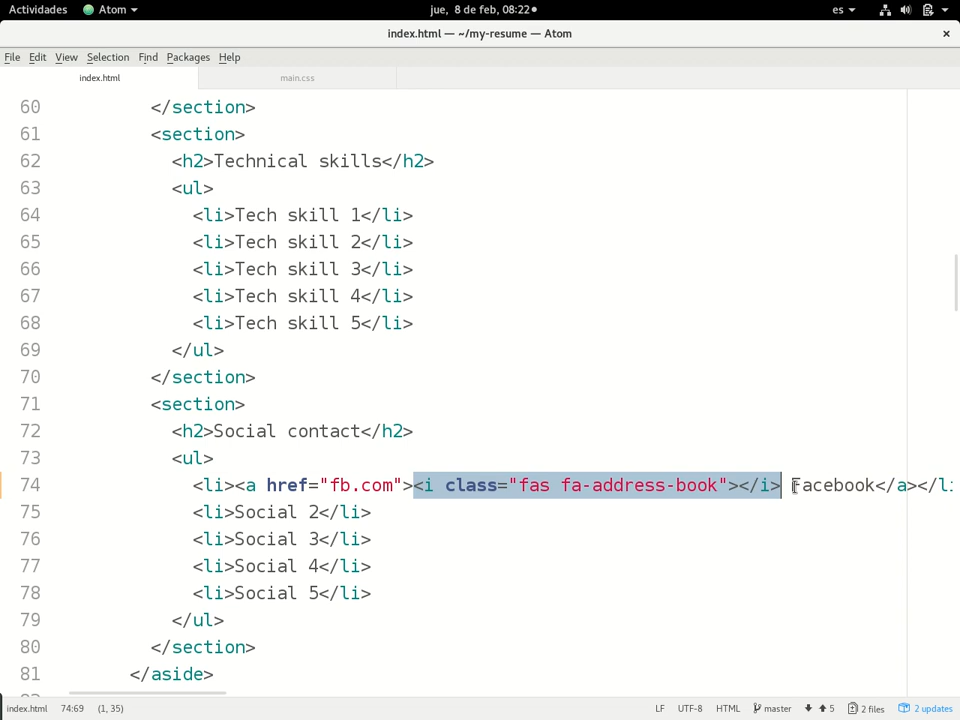 Actividades Atom jue, 8 de feb, 08:22 es
index.html — ~/my-resume — Atom
File Edit View Selection Find Packages Help
index.html main.css
60 </section>
61 <section>
62 <h2>Technical skills</h2>
63 <ul>
64 <li>Tech skill 1</li>
65 <li>Tech skill 2</li>
66 <li>Tech skill 3</li>
67 <li>Tech skill 4</li>
68 <li>Tech skill 5</li>
69 </ul>
70 </section>
71 <section>
72 <h2>Social contact</h2>
73 <ul>
74 <li><a href="fb.com"><i class="fas fa-address-book"></i> Facebook</a></li
75 <li>Social 2</li>
76 <li>Social 3</li>
77 <li>Social 4</li>
78 <li>Social 5</li>
79 </ul>
80 </section>
81 </aside>
index.html 74:69 (1, 35) LF UTF-8 HTML master 5 2 files 2 updates